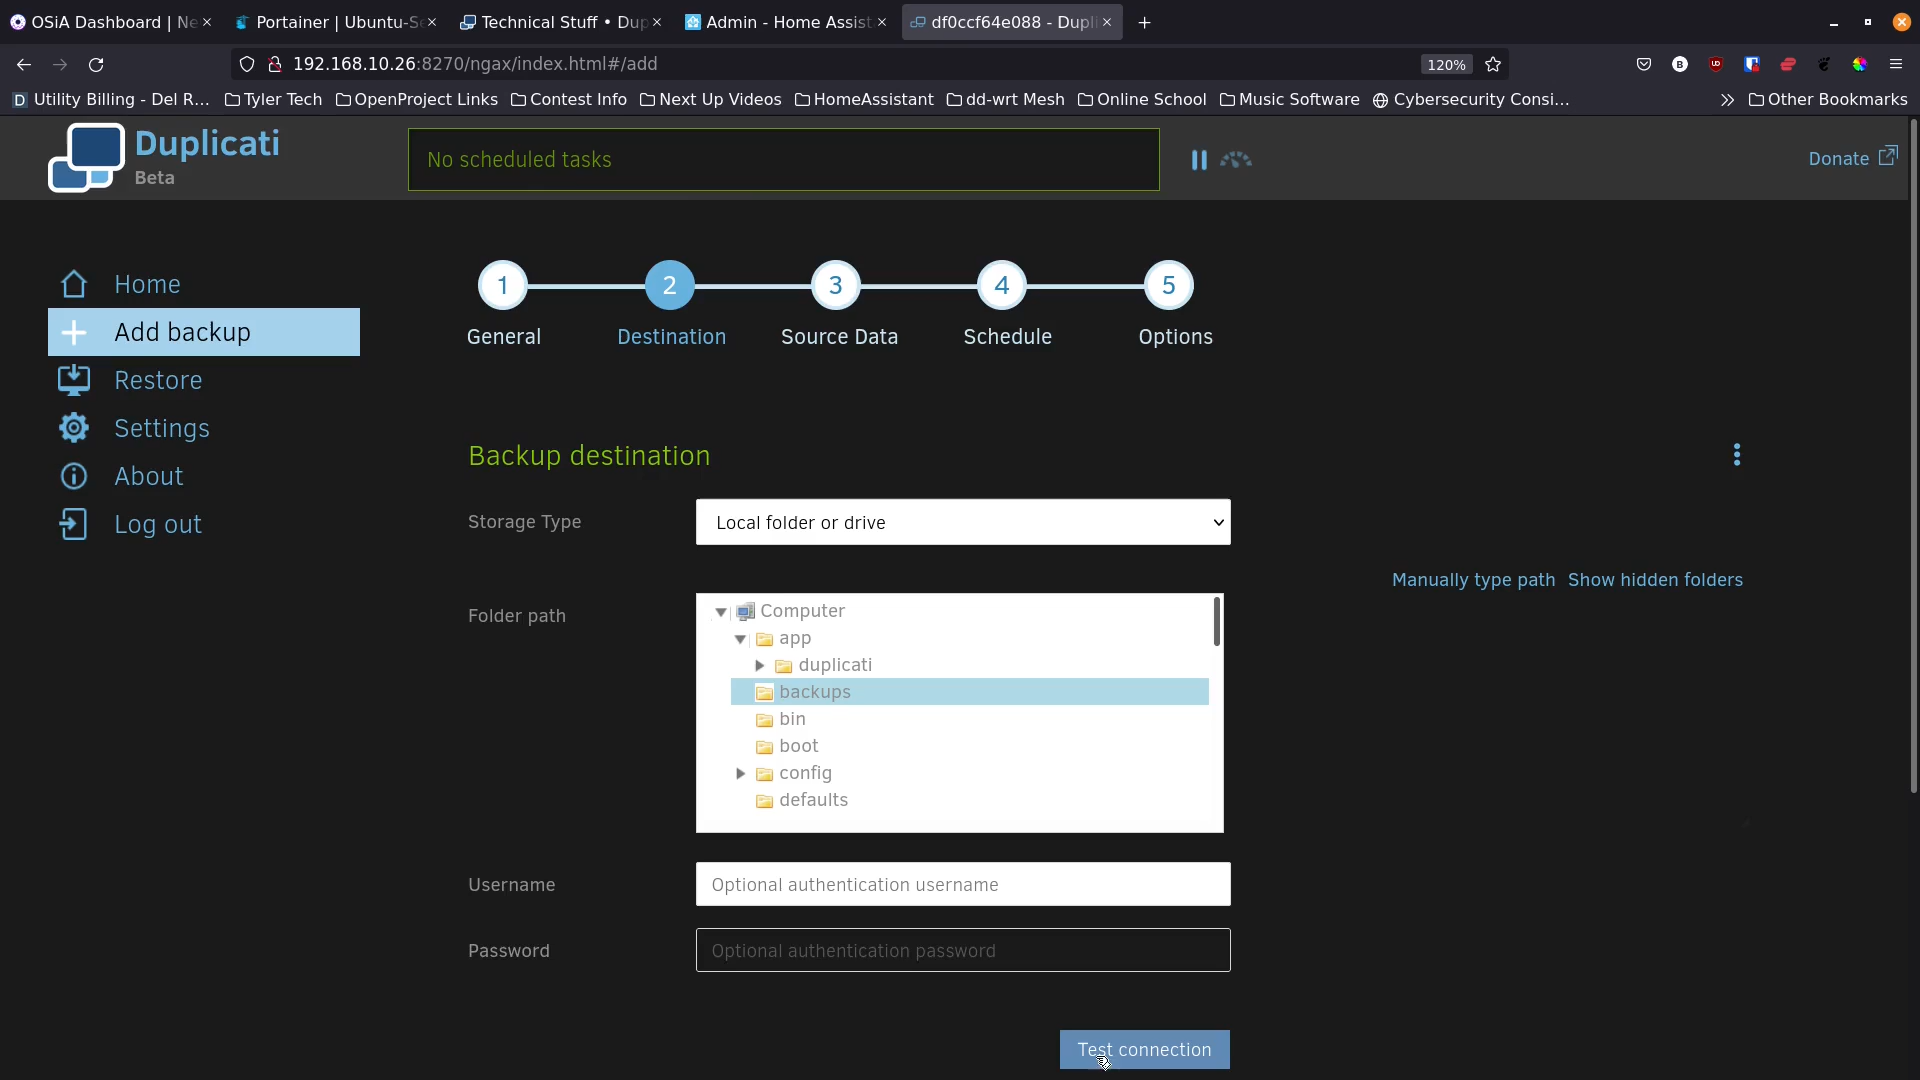 OSiA Dashboard | Ne
Portainer | Ubuntu-Se
Technical Stuff • Dup
Admin - Home Assist
df0ccf64e088 - Dupli
192.168.10.26:8270/ngax/index.html#/add
120%
Utility Billing - Del R...
Tyler Tech
OpenProject Links
Contest Info
Next Up Videos
HomeAssistant
dd-wrt Mesh
Online School
Music Software
Cybersecurity Consi...
Other Bookmarks
Duplicati
Beta
No scheduled tasks
Donate
Home
Add backup
Restore
Settings
About
Log out
1 2 3 4 5
General Destination Source Data Schedule Options
Backup destination
Storage Type
Local folder or drive
Manually type path Show hidden folders
Folder path
Computer
app
duplicati
backups
bin
boot
config
defaults
Username
Optional authentication username
Password
Optional authentication password
Test connection